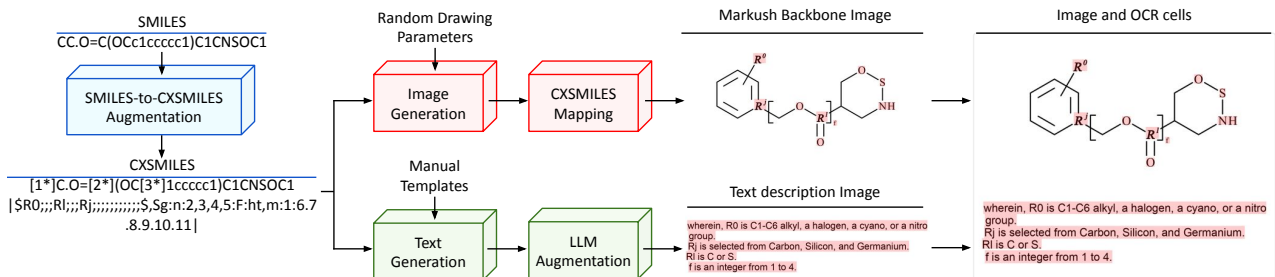 SMILES
CC.O=C(OCc1ccccc1)C1CNSOC1
SMILES-to-CXSMILES
Augmentation
CXSMILES
[1*]C.O=[2*](OC[3*]1ccccc1)C1CNSOC1
|$R0;;;Rl;;;Rj;;;;;;;;;;;$,Sg:n:2,3,4,5:F:ht,m:1:6.7
.8.9.10.11|
Random Drawing
Parameters
Image
Generation
CXSMILES
Mapping
Manual
Templates
Text
Generation
LLM
Augmentation
Markush Backbone Image
R⁰
O
S
NH
Rʲ
O
Rˡ
f
O
Text description Image
wherein, R0 is C1-C6 alkyl, a halogen, a cyano, or a nitro
group.
Rj is selected from Carbon, Silicon, and Germanium.
Rl is C or S.
f is an integer from 1 to 4.
Image and OCR cells
R⁰
O
S
NH
Rʲ
O
Rˡ
f
O
wherein, R0 is C1-C6 alkyl, a halogen, a cyano, or a nitro
group.
Rj is selected from Carbon, Silicon, and Germanium.
Rl is C or S.
f is an integer from 1 to 4.